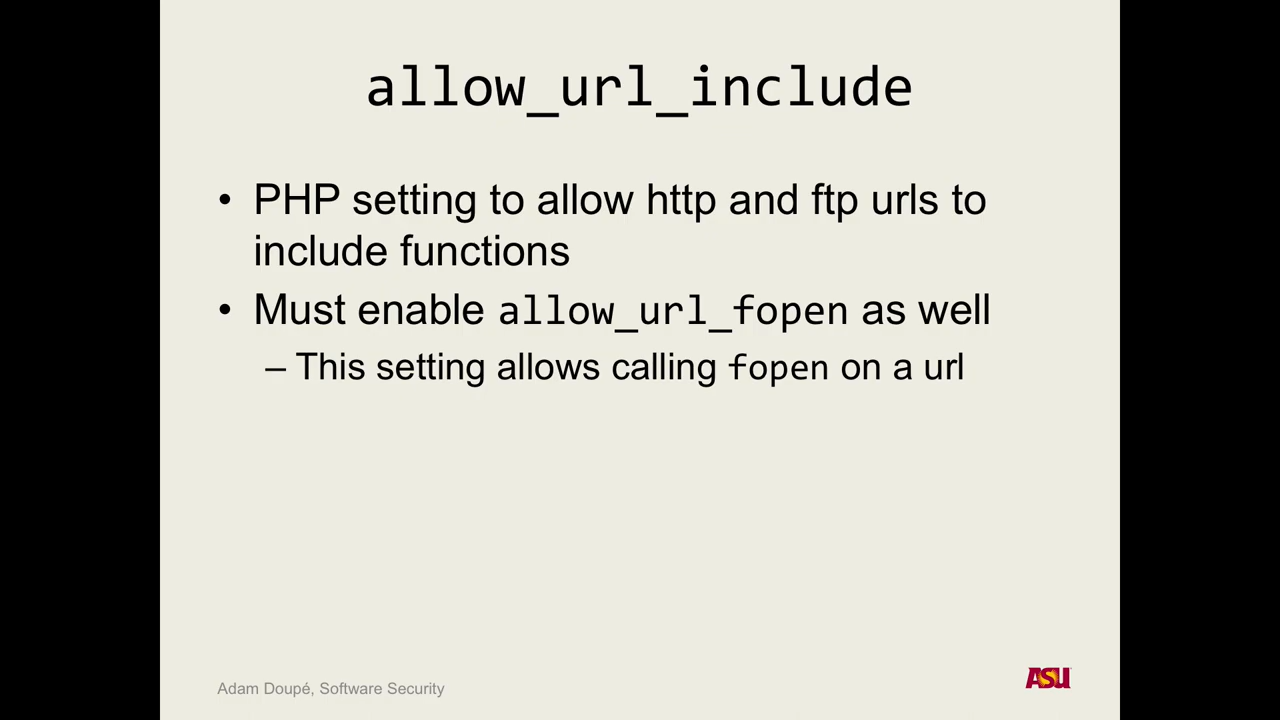 allow_url_include
• PHP setting to allow http and ftp urls to
include functions
• Must enable allow_url_fopen as well
– This setting allows calling fopen on a url
Adam Doupé, Software Security
ASU